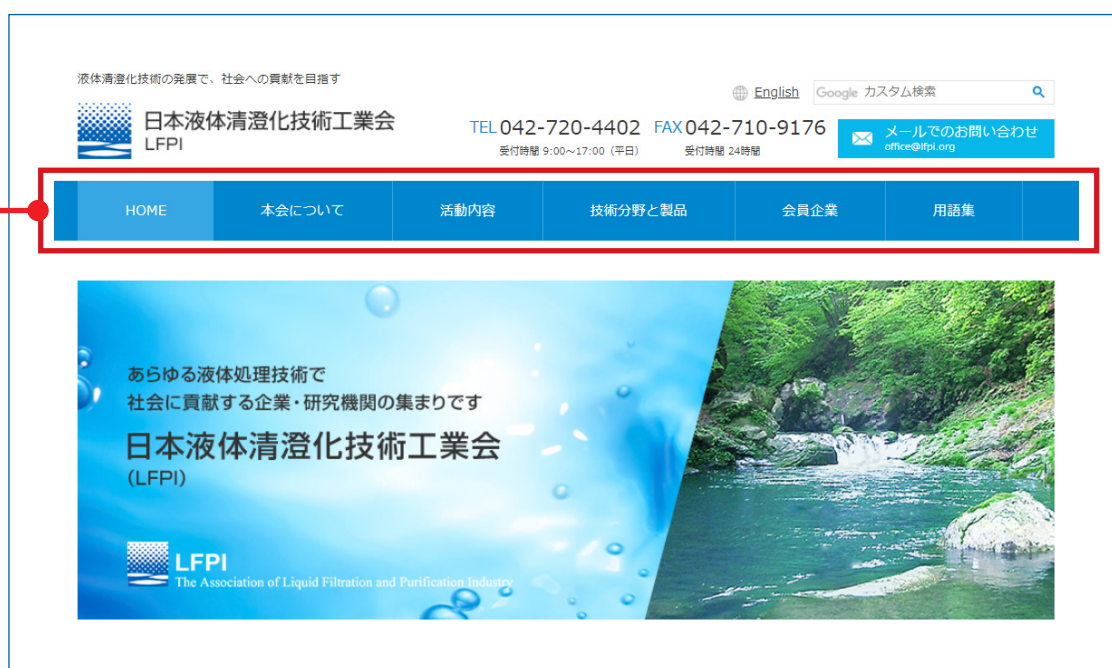 液体清澄化技術の発展で、社会への貢献を目指す
English
Google カスタム検索
日本液体清澄化技術工業会
LFPI
TEL 042-720-4402 FAX 042-710-9176
受付時間 9:00～17:00（平日） 受付時間 24時間
メールでのお問い合わせ
office@lfpi.org
HOME 本会について 活動内容 技術分野と製品 会員企業 用語集
あらゆる液体処理技術で
社会に貢献する企業・研究機関の集まりです
日本液体清澄化技術工業会
(LFPI)
LFPI
The Association of Liquid Filtration and Purification Industry